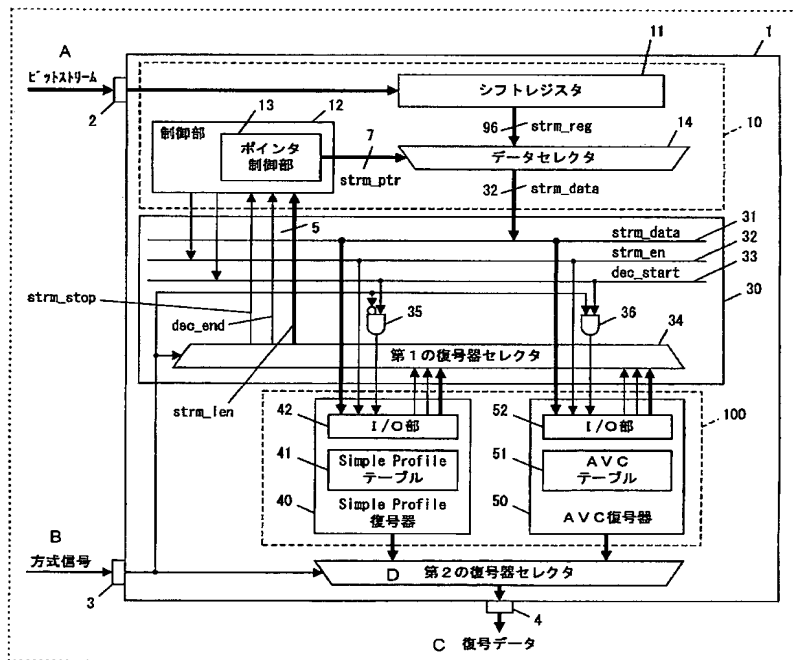 A
ビットストリーム
2
11
1
シフトレジスタ
13
12
制御部
ポインタ
制御部
7
strm_ptr
96
strm_reg
14
10
データセレクタ
32
strm_data
5
strm_data
31
strm_en
32
dec_start
33
30
strm_stop
dec_end
strm_len
35
36
34
第1の復号器セレクタ
42
I/O部
41
Simple Profile
テーブル
40
Simple Profile
復号器
52
I/O部
51
AVC
テーブル
50
AVC復号器
100
B
方式信号
3
D 第2の復号器セレクタ
4
C 復号データ